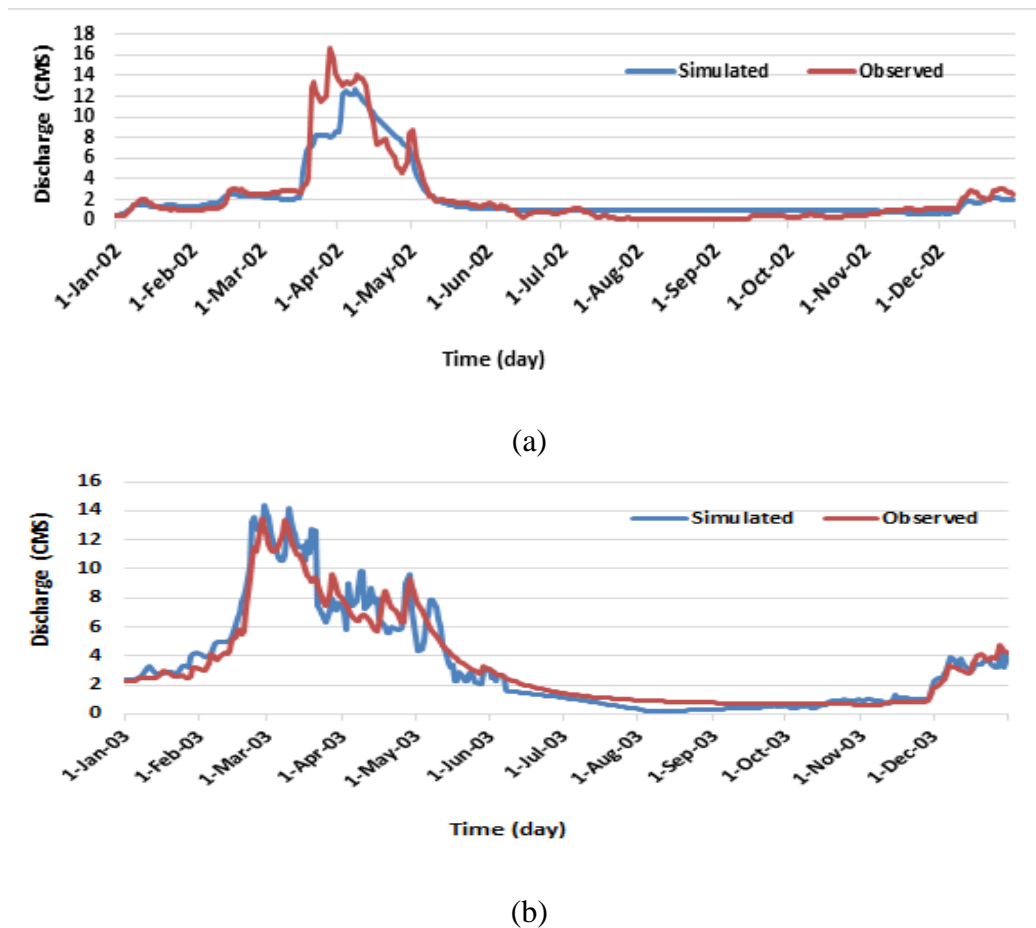 18
16
14
12
10
8
6
4
2
0
Discharge (CMS)
Simulated Observed
1-Jan-02 1-Feb-02 1-Mar-02 1-Apr-02 1-May-02 1-Jun-02 1-Jul-02 1-Aug-02 1-Sep-02 1-Oct-02 1-Nov-02 1-Dec-02
Time (day)
(a)
16
14
12
10
8
6
4
2
0
Discharge (CMS)
Simulated Observed
1-Jan-03 1-Feb-03 1-Mar-03 1-Apr-03 1-May-03 1-Jun-03 1-Jul-03 1-Aug-03 1-Sep-03 1-Oct-03 1-Nov-03 1-Dec-03
Time (day)
(b)